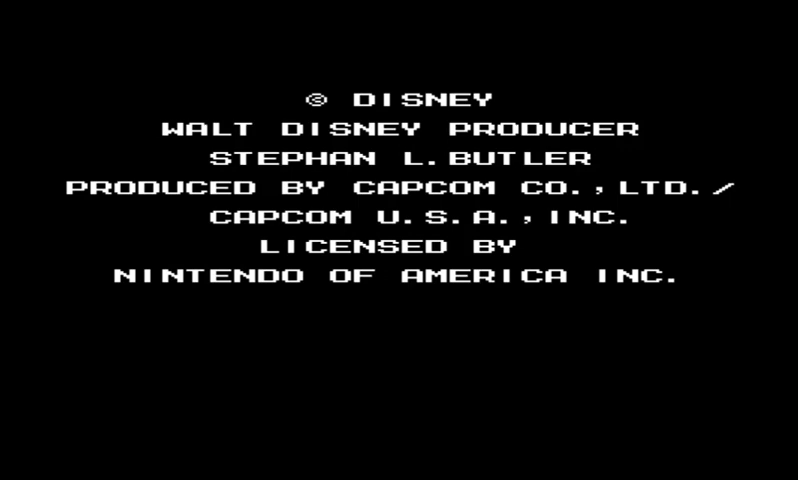 © DISNEY
WALT DISNEY PRODUCER
STEPHAN L.BUTLER
PRODUCED BY CAPCOM CO.,LTD./
CAPCOM U.S.A.,INC.
LICENSED BY
NINTENDO OF AMERICA INC.